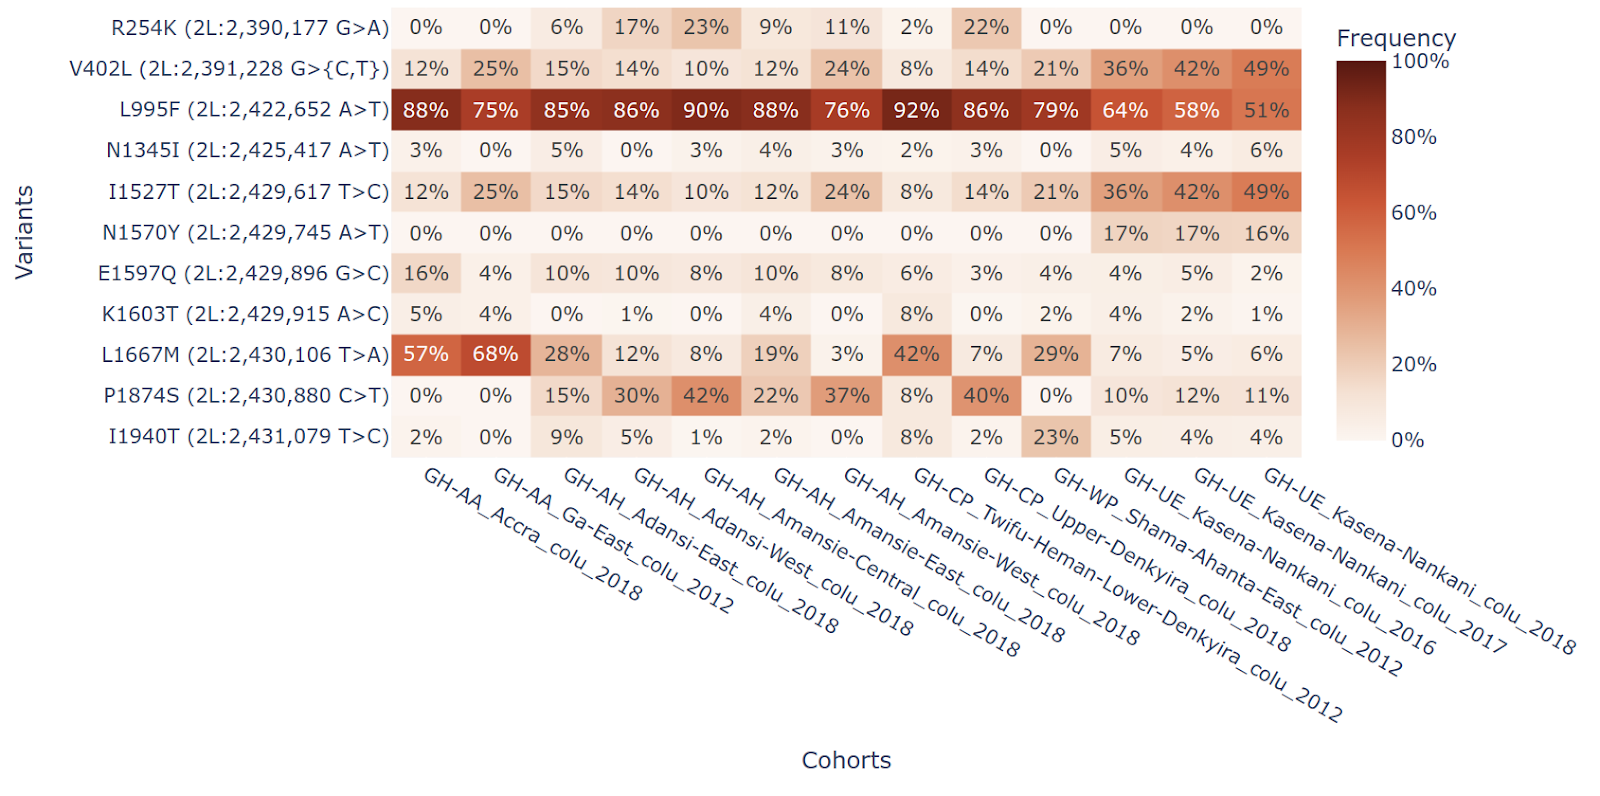 R254K (2L:2,390,177 G>A) 0% 0% 6% 17% 23% 9% 11% 2% 22% 0% 0% 0% 0%
V402L (2L:2,391,228 G>{C,T}) 12% 25% 15% 14% 10% 12% 24% 8% 14% 21% 36% 42% 49%
L995F (2L:2,422,652 A>T) 88% 75% 85% 86% 90% 88% 76% 92% 86% 79% 64% 58% 51%
N1345I (2L:2,425,417 A>T) 3% 0% 5% 0% 3% 4% 3% 2% 3% 0% 5% 4% 6%
I1527T (2L:2,429,617 T>C) 12% 25% 15% 14% 10% 12% 24% 8% 14% 21% 36% 42% 49%
N1570Y (2L:2,429,745 A>T) 0% 0% 0% 0% 0% 0% 0% 0% 0% 0% 17% 17% 16%
E1597Q (2L:2,429,896 G>C) 16% 4% 10% 10% 8% 10% 8% 6% 3% 4% 4% 5% 2%
K1603T (2L:2,429,915 A>C) 5% 4% 0% 1% 0% 4% 0% 8% 0% 2% 4% 2% 1%
L1667M (2L:2,430,106 T>A) 57% 68% 28% 12% 8% 19% 3% 42% 7% 29% 7% 5% 6%
P1874S (2L:2,430,880 C>T) 0% 0% 15% 30% 42% 22% 37% 8% 40% 0% 10% 12% 11%
I1940T (2L:2,431,079 T>C) 2% 0% 9% 5% 1% 2% 0% 8% 2% 23% 5% 4% 4%
Variants
GH-AA_Accra_colu_2018
GH-AA_Ga-East_colu_2012
GH-AH_Adansi-East_colu_2018
GH-AH_Adansi-West_colu_2018
GH-AH_Amansie-Central_colu_2018
GH-AH_Amansie-East_colu_2018
GH-AH_Amansie-West_colu_2018
GH-CP_Twifu-Heman-Lower-Denkyira_colu_2012
GH-CP_Upper-Denkyira_colu_2018
GH-WP_Shama-Ahanta-East_colu_2012
GH-UE_Kasena-Nankani_colu_2016
GH-UE_Kasena-Nankani_colu_2017
GH-UE_Kasena-Nankani_colu_2018
Cohorts
Frequency
100%
80%
60%
40%
20%
0%